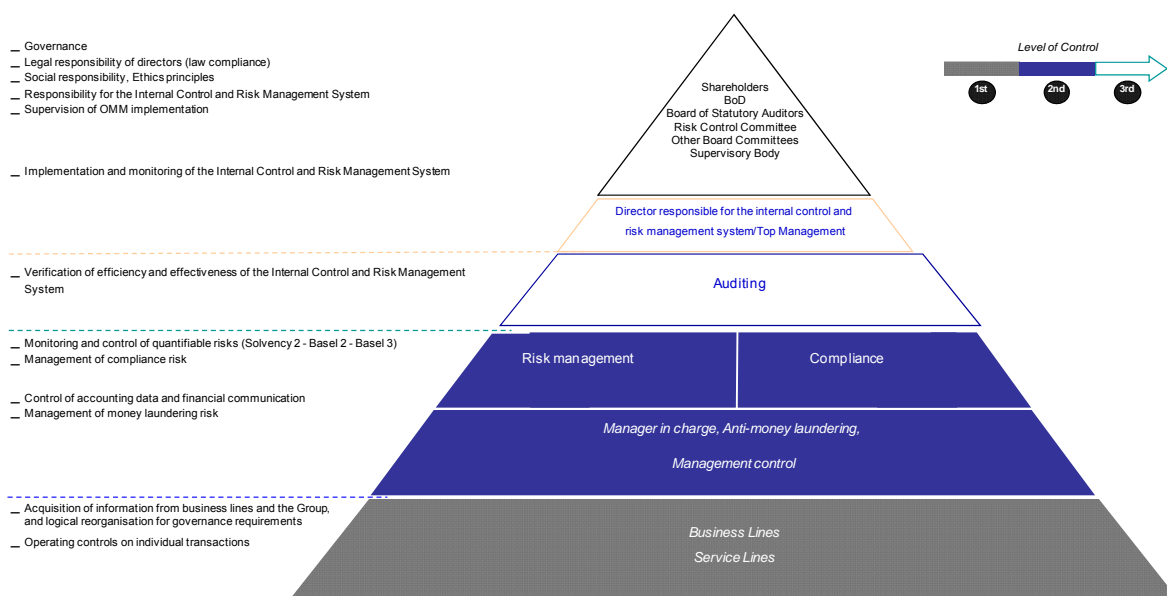 _ Governance
_ Legal responsibility of directors (law compliance)
_ Social responsibility, Ethics principles
_ Responsibility for the Internal Control and Risk Management System
_ Supervision of OMM implementation
_ Implementation and monitoring of the Internal Control and Risk Management System
_ Verification of efficiency and effectiveness of the Internal Control and Risk Management
System
_ Monitoring and control of quantifiable risks (Solvency 2 - Basel 2 - Basel 3)
_ Management of compliance risk
_ Control of accounting data and financial communication
_ Management of money laundering risk
_ Acquisition of information from business lines and the Group,
and logical reorganisation for governance requirements
_ Operating controls on individual transactions
Shareholders
BoD
Board of Statutory Auditors
Risk Control Committee
Other Board Committees
Supervisory Body
Director responsible for the internal control and
risk management system/Top Management
Auditing
Risk management
Compliance
Manager in charge, Anti-money laundering,
Management control
Business Lines
Service Lines
Level of Control
1st
2nd
3rd